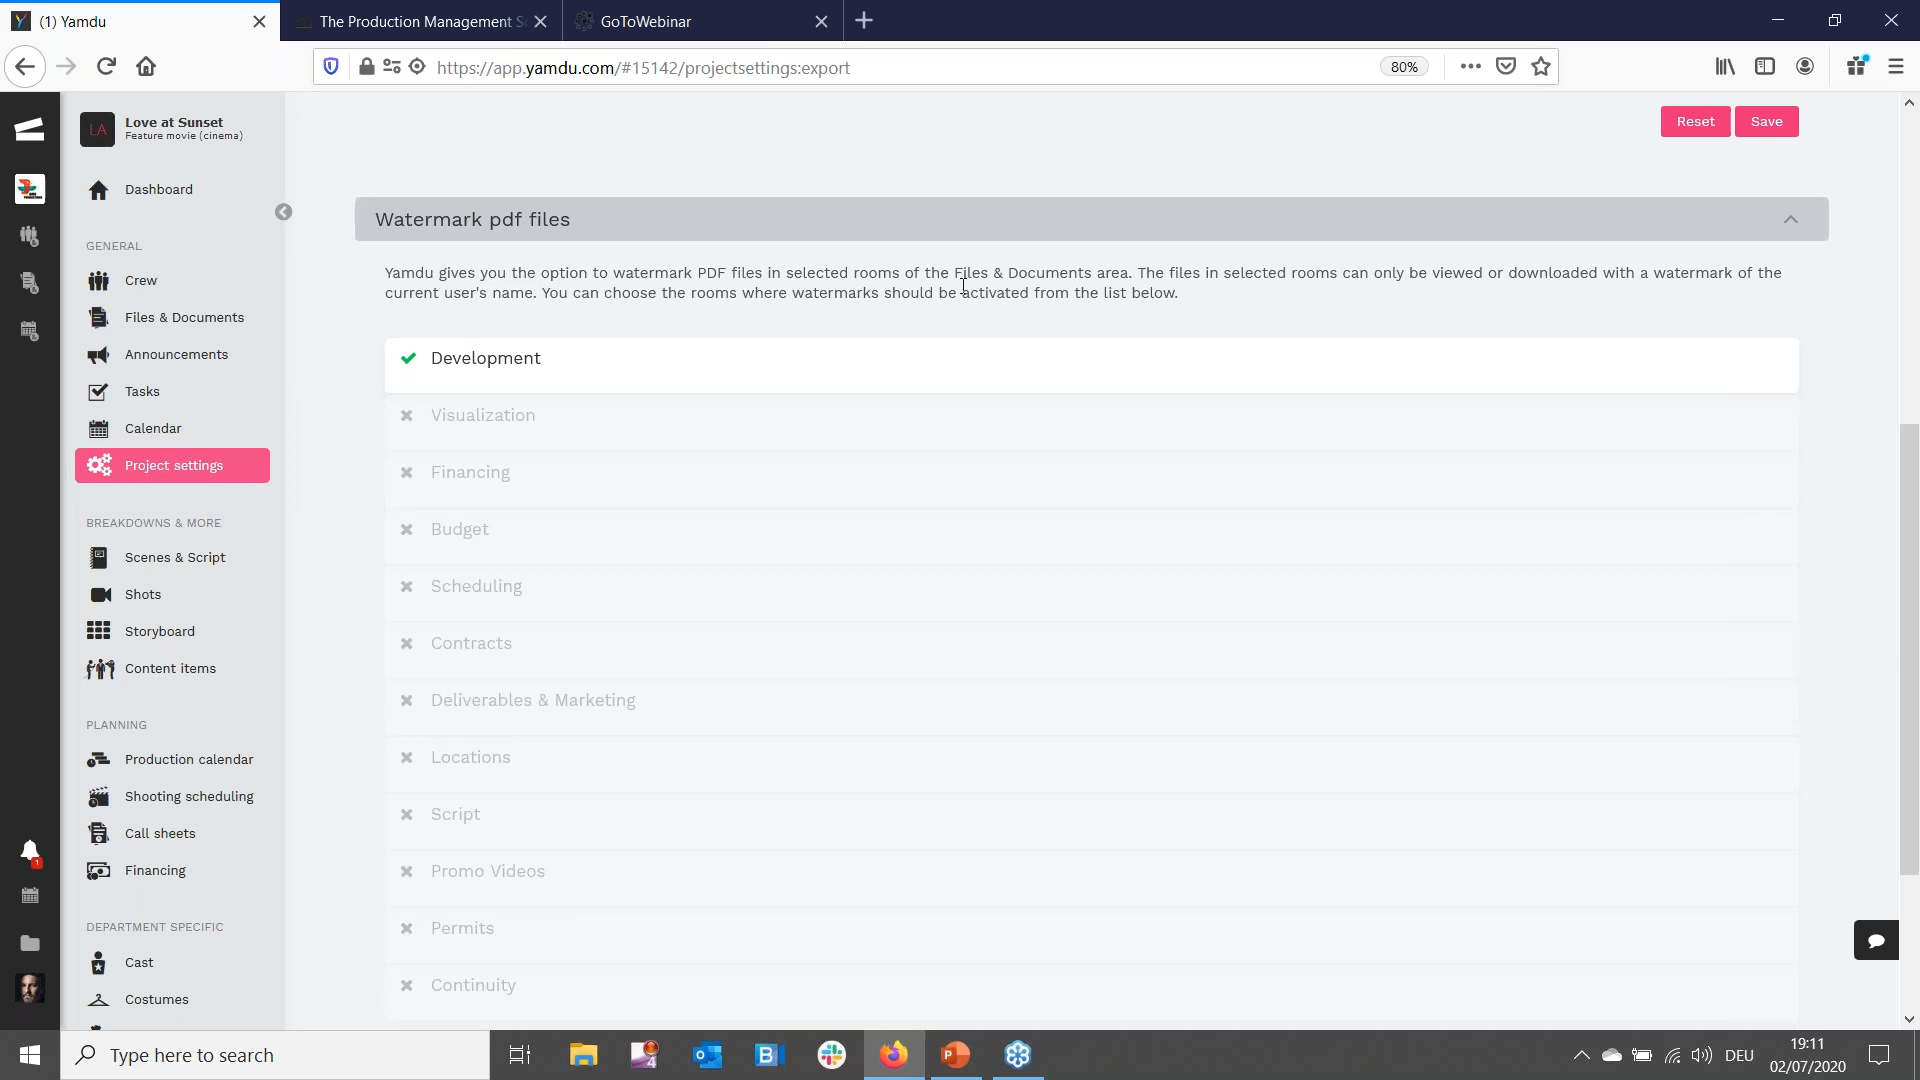 (1) Yamdu
The Production Management S
GoToWebinar
https://app.yamdu.com/#15142/projectsettings:export
80%
LA
Love at Sunset
Feature movie (cinema)
Dashboard
GENERAL
Crew
Files & Documents
Announcements
Tasks
Calendar
Project settings
BREAKDOWNS & MORE
Scenes & Script
Shots
Storyboard
Content items
PLANNING
Production calendar
Shooting scheduling
Call sheets
Financing
DEPARTMENT SPECIFIC
Cast
Costumes
1
Reset
Save
Watermark pdf files
Yamdu gives you the option to watermark PDF files in selected rooms of the Files & Documents area. The files in selected rooms can only be viewed or downloaded with a watermark of the
current user's name. You can choose the rooms where watermarks should be activated from the list below.
Development
Visualization
Financing
Budget
Scheduling
Contracts
Deliverables & Marketing
Locations
Script
Promo Videos
Permits
Continuity
Type here to search
DEU
19:11
02/07/2020